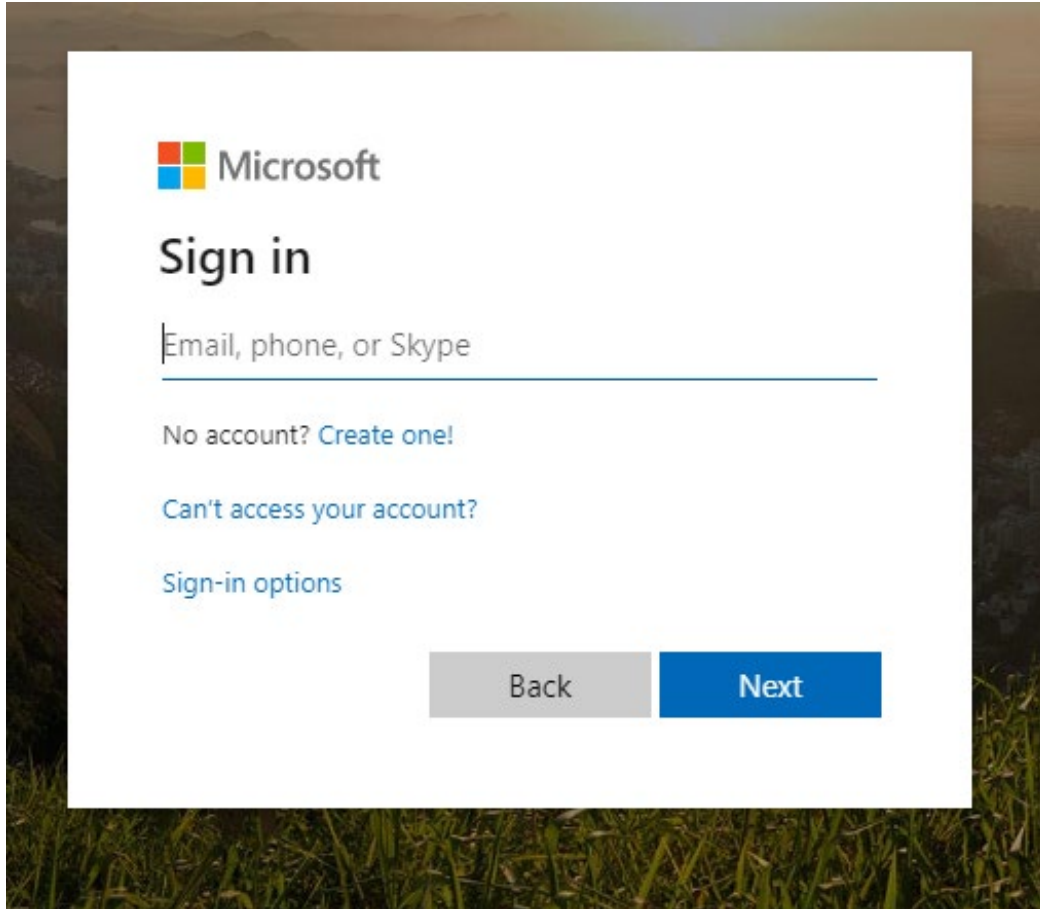 Microsoft
Sign in
Email, phone, or Skype
No account? Create one!
Can't access your account?
Sign-in options
Back Next